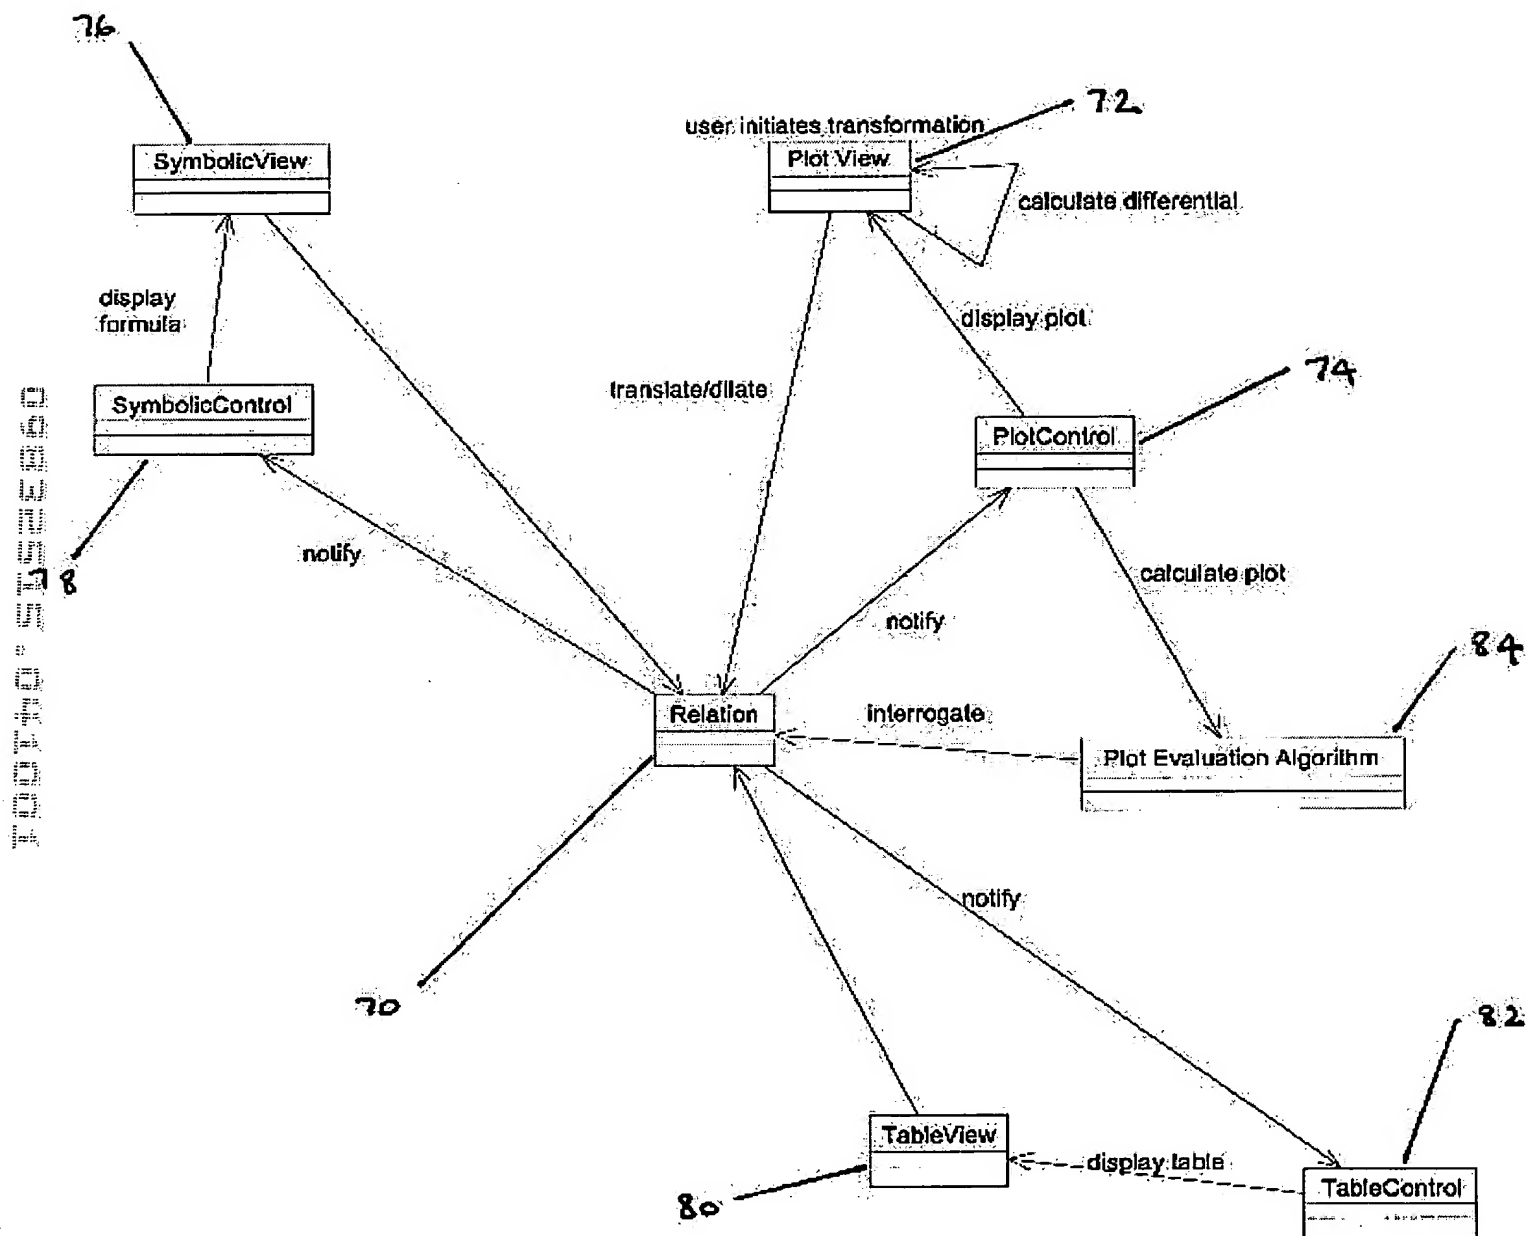 76
72
user initiates transformation
SymbolicView
Plot View
calculate differential
display
formula
display plot
translate/dilate
74
SymbolicControl
PlotControl
notify
78
calculate plot
notify
84
Relation
interrogate
Plot Evaluation Algorithm
notify
70
82
TableView
display table
80
TableControl